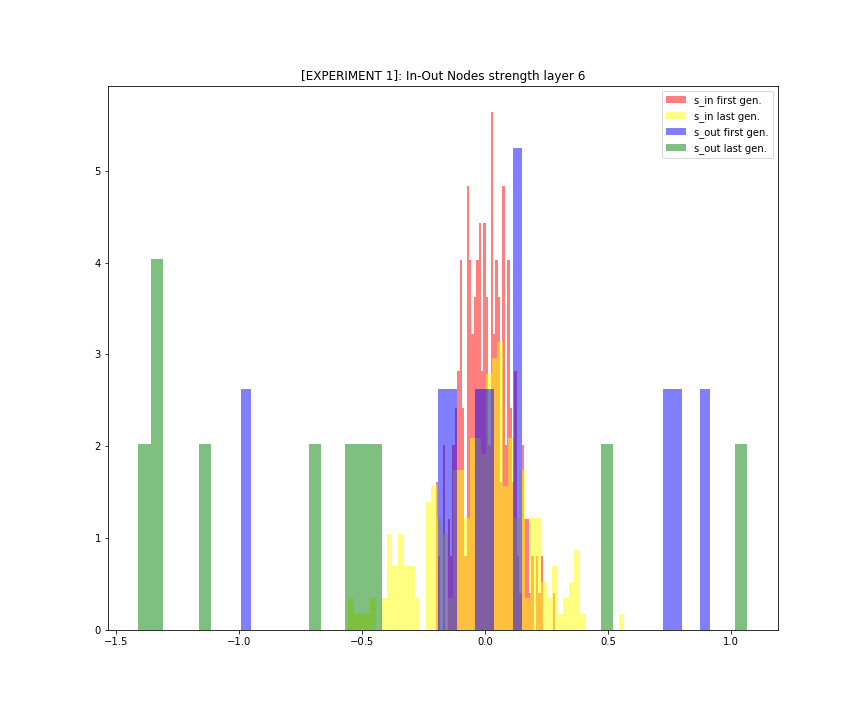 [EXPERIMENT 1]: In-Out Nodes strength layer 6
s_in first gen.
s_in last gen.
s_out first gen.
s_out last gen.
5
4
3
2
1
0
−1.5 −1.0 −0.5 0.0 0.5 1.0